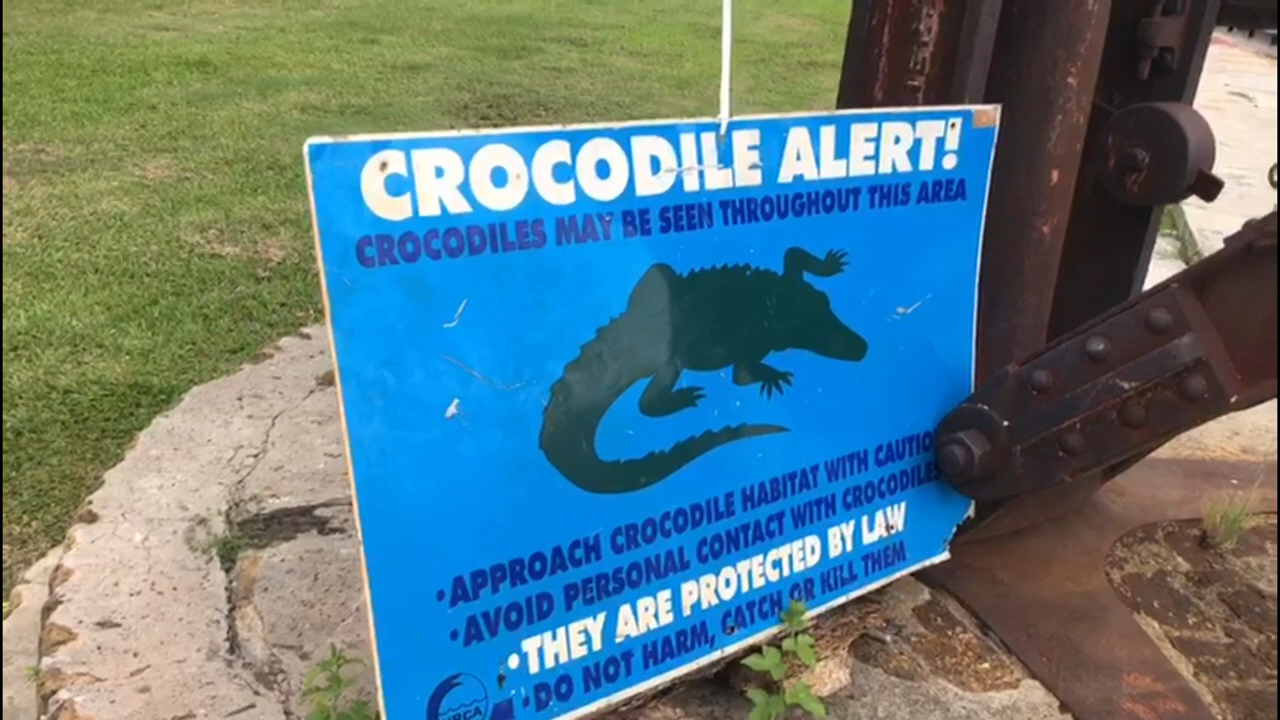 CROCODILE ALERT!
CROCODILES MAY BE SEEN THROUGHOUT THIS AREA
•APPROACH CROCODILE HABITAT WITH CAUTIO
•AVOID PERSONAL CONTACT WITH CROCODILES
•THEY ARE PROTECTED BY LAW
•DO NOT HARM, CATCH OR KILL THEM